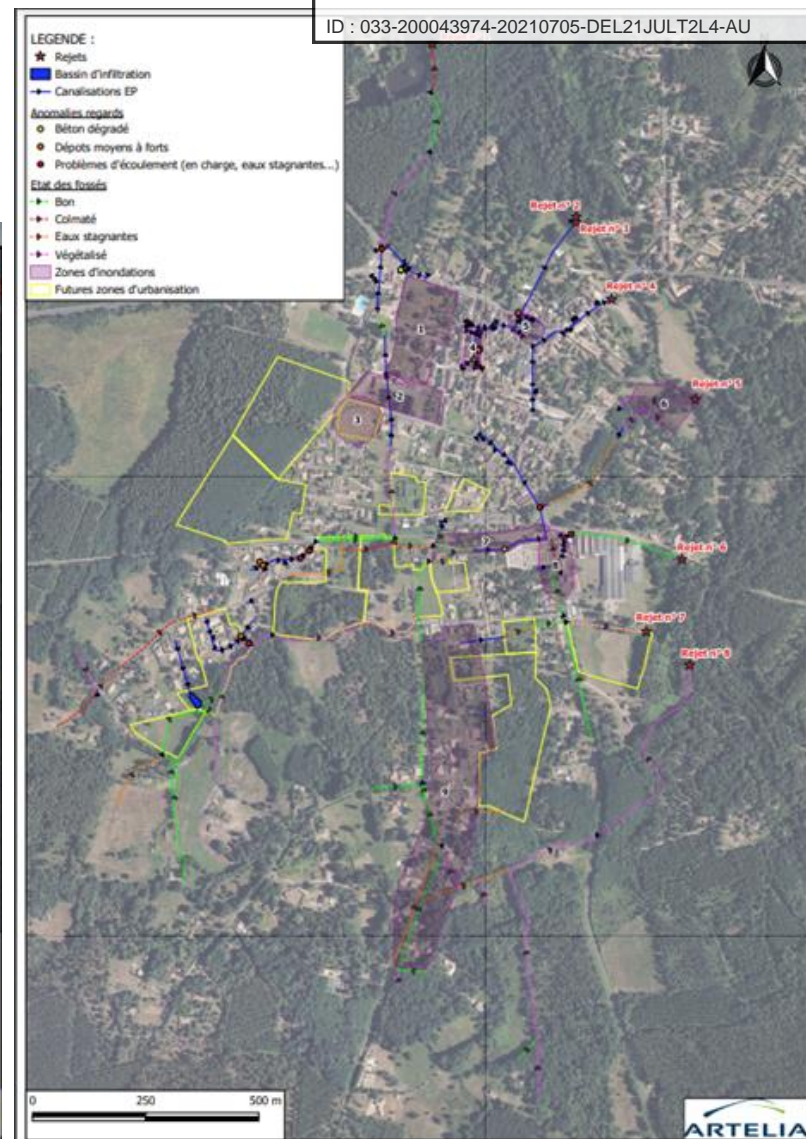 ID : 033-200043974-20210705-DEL21JULT2L4-AU
LEGENDE :
Rejets
Bassin d'infiltration
Canalisations EP
Anomalies regards
Béton dégradé
Dépots moyens à forts
Problèmes d'écoulement (en charge, eaux stagnantes...)
Etat des fossés
Bon
Colmaté
Eaux stagnantes
Végétalisé
Zones d'inondations
Futures zones d'urbanisation
Rejet n° 2
Rejet n° 3
Rejet n° 4
1
5
4
2
Rejet n° 5
6
3
7
Rejet n° 6
8
Rejet n° 7
Rejet n° 8
9
0 250 500 m
ARTELIA